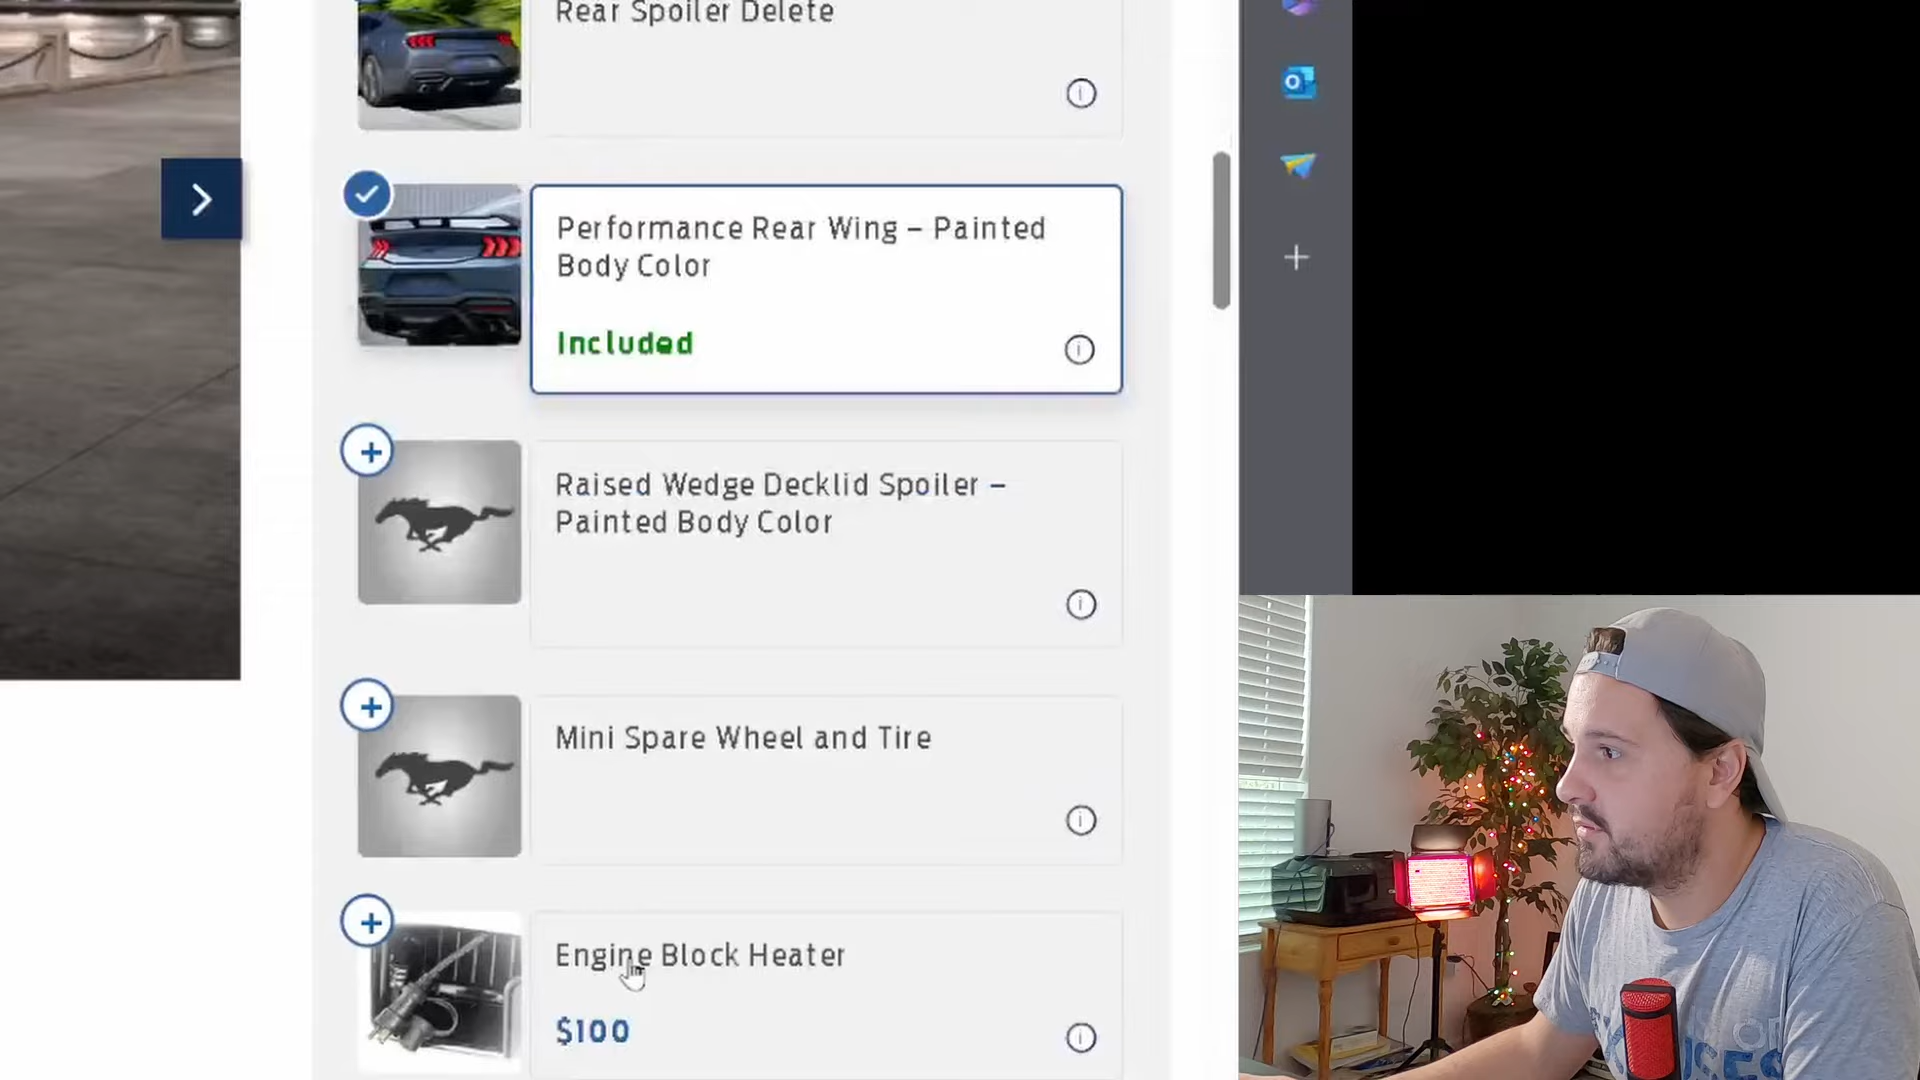 Rear Spoiler Delete
Performance Rear Wing – Painted
Body Color
Included
Raised Wedge Decklid Spoiler –
Painted Body Color
Mini Spare Wheel and Tire
Engine Block Heater
$100